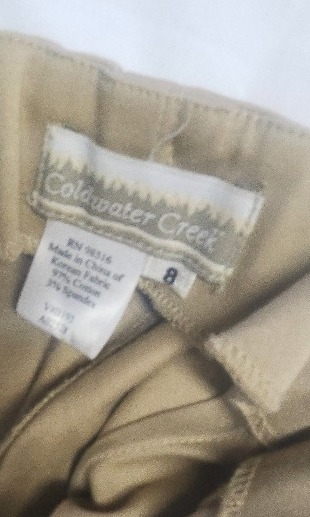 Coldwater Creek
8
RN 98316
Made in China of
Korean Fabric
97% Cotton
3% Spandex